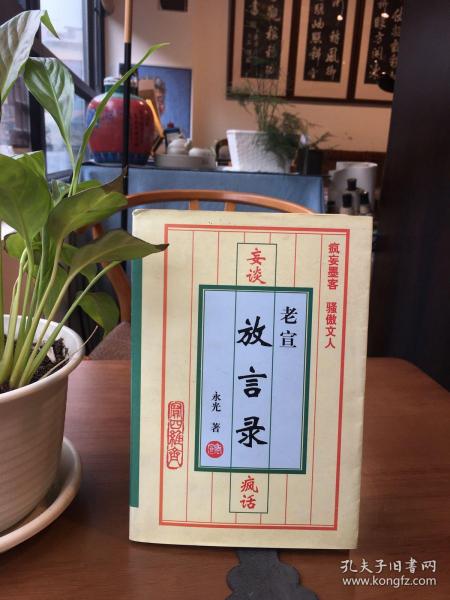 疯妄墨客 骚傲文人
妄谈
老宣
放言录
永光 著
疯话
孔夫子旧书网
www.kongfz.com